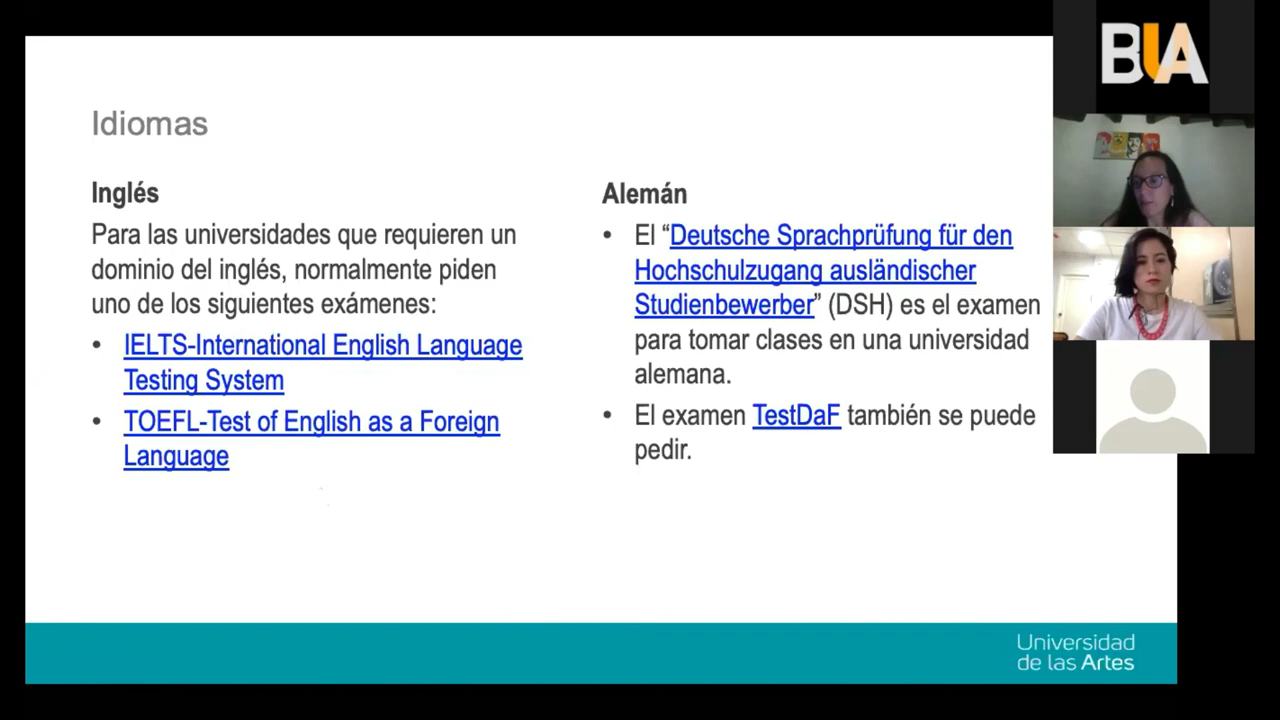 Idiomas
Inglés
Para las universidades que requieren un
dominio del inglés, normalmente piden
uno de los siguientes exámenes:
• IELTS-International English Language
Testing System
• TOEFL-Test of English as a Foreign
Language
Alemán
• El “Deutsche Sprachprüfung für den
Hochschulzugang ausländischer
Studienbewerber” (DSH) es el examen
para tomar clases en una universidad
alemana.
• El examen TestDaF también se puede
pedir.
BUA
Universidad
de las Artes